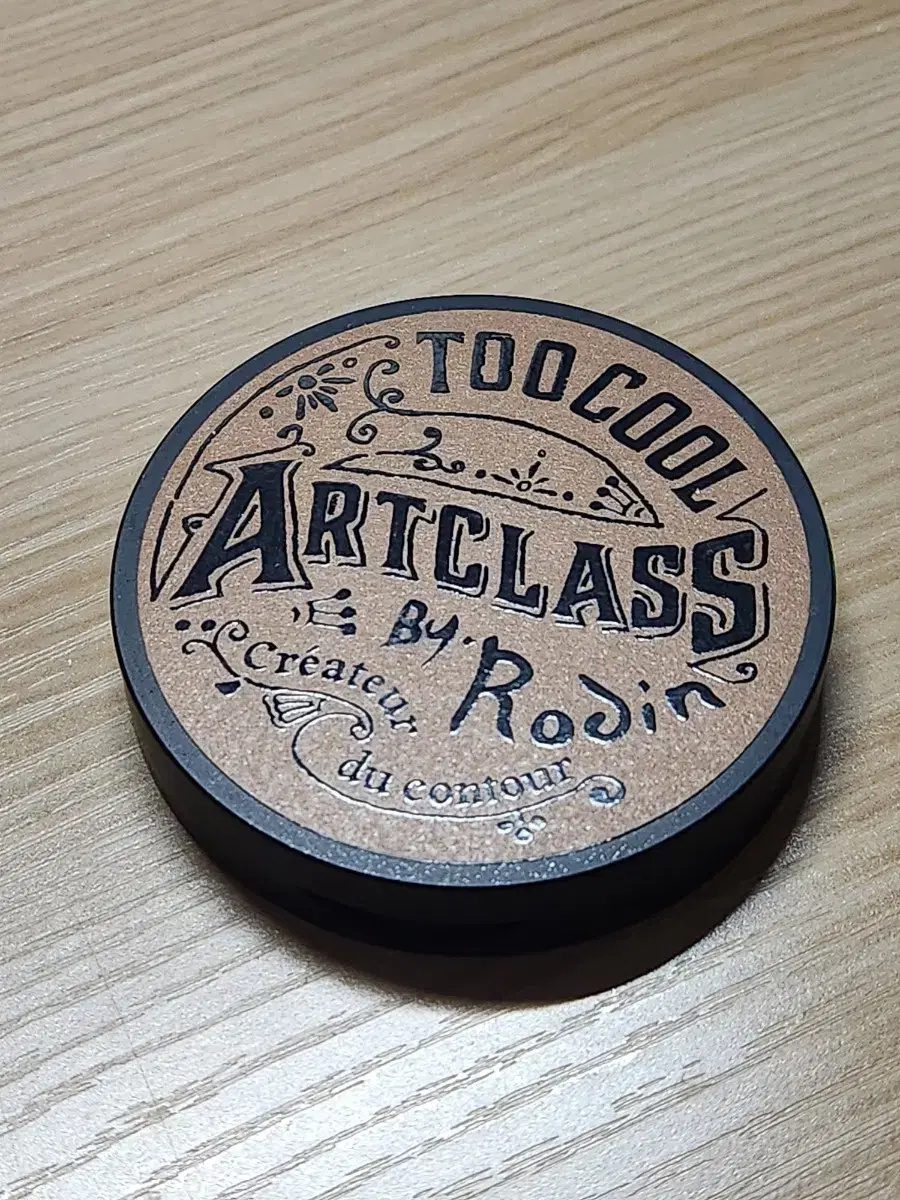 TOOCOOL
ARTCLASS
By. Rodin
Créateur
du contour